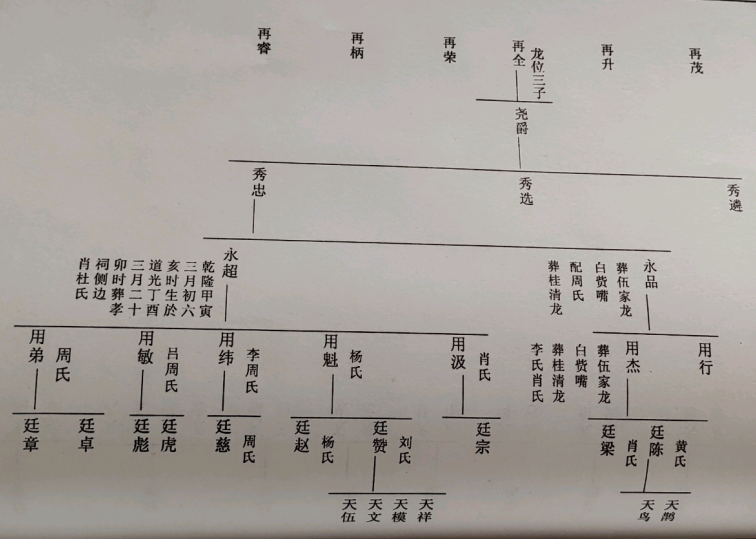 再茂
再升
龙位三子
再全
再荣
再柄
再睿
尧爵
秀遴
秀选
秀忠
永品
葬伍家龙
白赀嘴
配周氏
葬桂清龙
永超
乾隆甲寅
三月初六
亥时生於
道光丁酉
三月二十
卯时葬孝
祠侧边
肖杜氏
用行
用杰
葬伍家龙
白赀嘴
葬桂清龙
李氏肖氏
肖氏
用汲
杨氏
用魁
李周氏
用纬
吕周氏
用敏
周氏
用弟
黄氏
廷陈
肖氏
廷梁
廷宗
刘氏
廷赞
杨氏
廷赵
周氏
廷慈
廷虎
廷彪
廷卓
廷章
天
天鸟
天祥
天模
天文
天伍